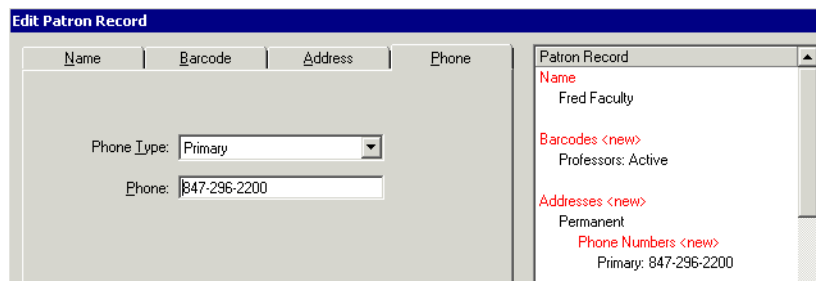 Edit Patron Record
Name
Barcode
Address
Phone
Phone Type: Primary
Phone: 847-296-2200
Patron Record
Name
Fred Faculty
Barcodes <new>
Professors: Active
Addresses <new>
Permanent
Phone Numbers <new>
Primary: 847-296-2200